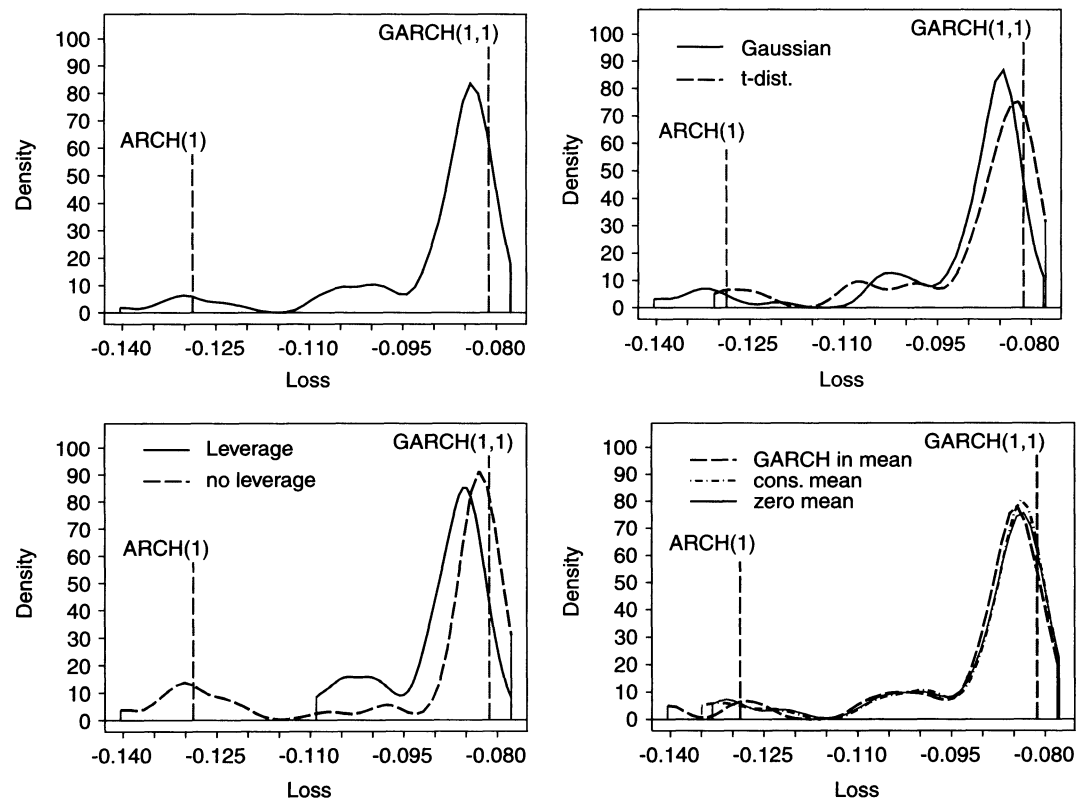 GARCH(1,1)
100
90
80
70
60
50
40
30
20
10
0
ARCH(1)
Density
-0.140 -0.125 -0.110 -0.095 -0.080
Loss
GARCH(1,1)
Gaussian
t-dist.
100
90
80
70
60
50
40
30
20
10
0
ARCH(1)
Density
-0.140 -0.125 -0.110 -0.095 -0.080
Loss
GARCH(1,1)
Leverage
no leverage
100
90
80
70
60
50
40
30
20
10
0
ARCH(1)
Density
-0.140 -0.125 -0.110 -0.095 -0.080
Loss
GARCH(1,1)
GARCH in mean
cons. mean
zero mean
100
90
80
70
60
50
40
30
20
10
0
ARCH(1)
Density
-0.140 -0.125 -0.110 -0.095 -0.080
Loss